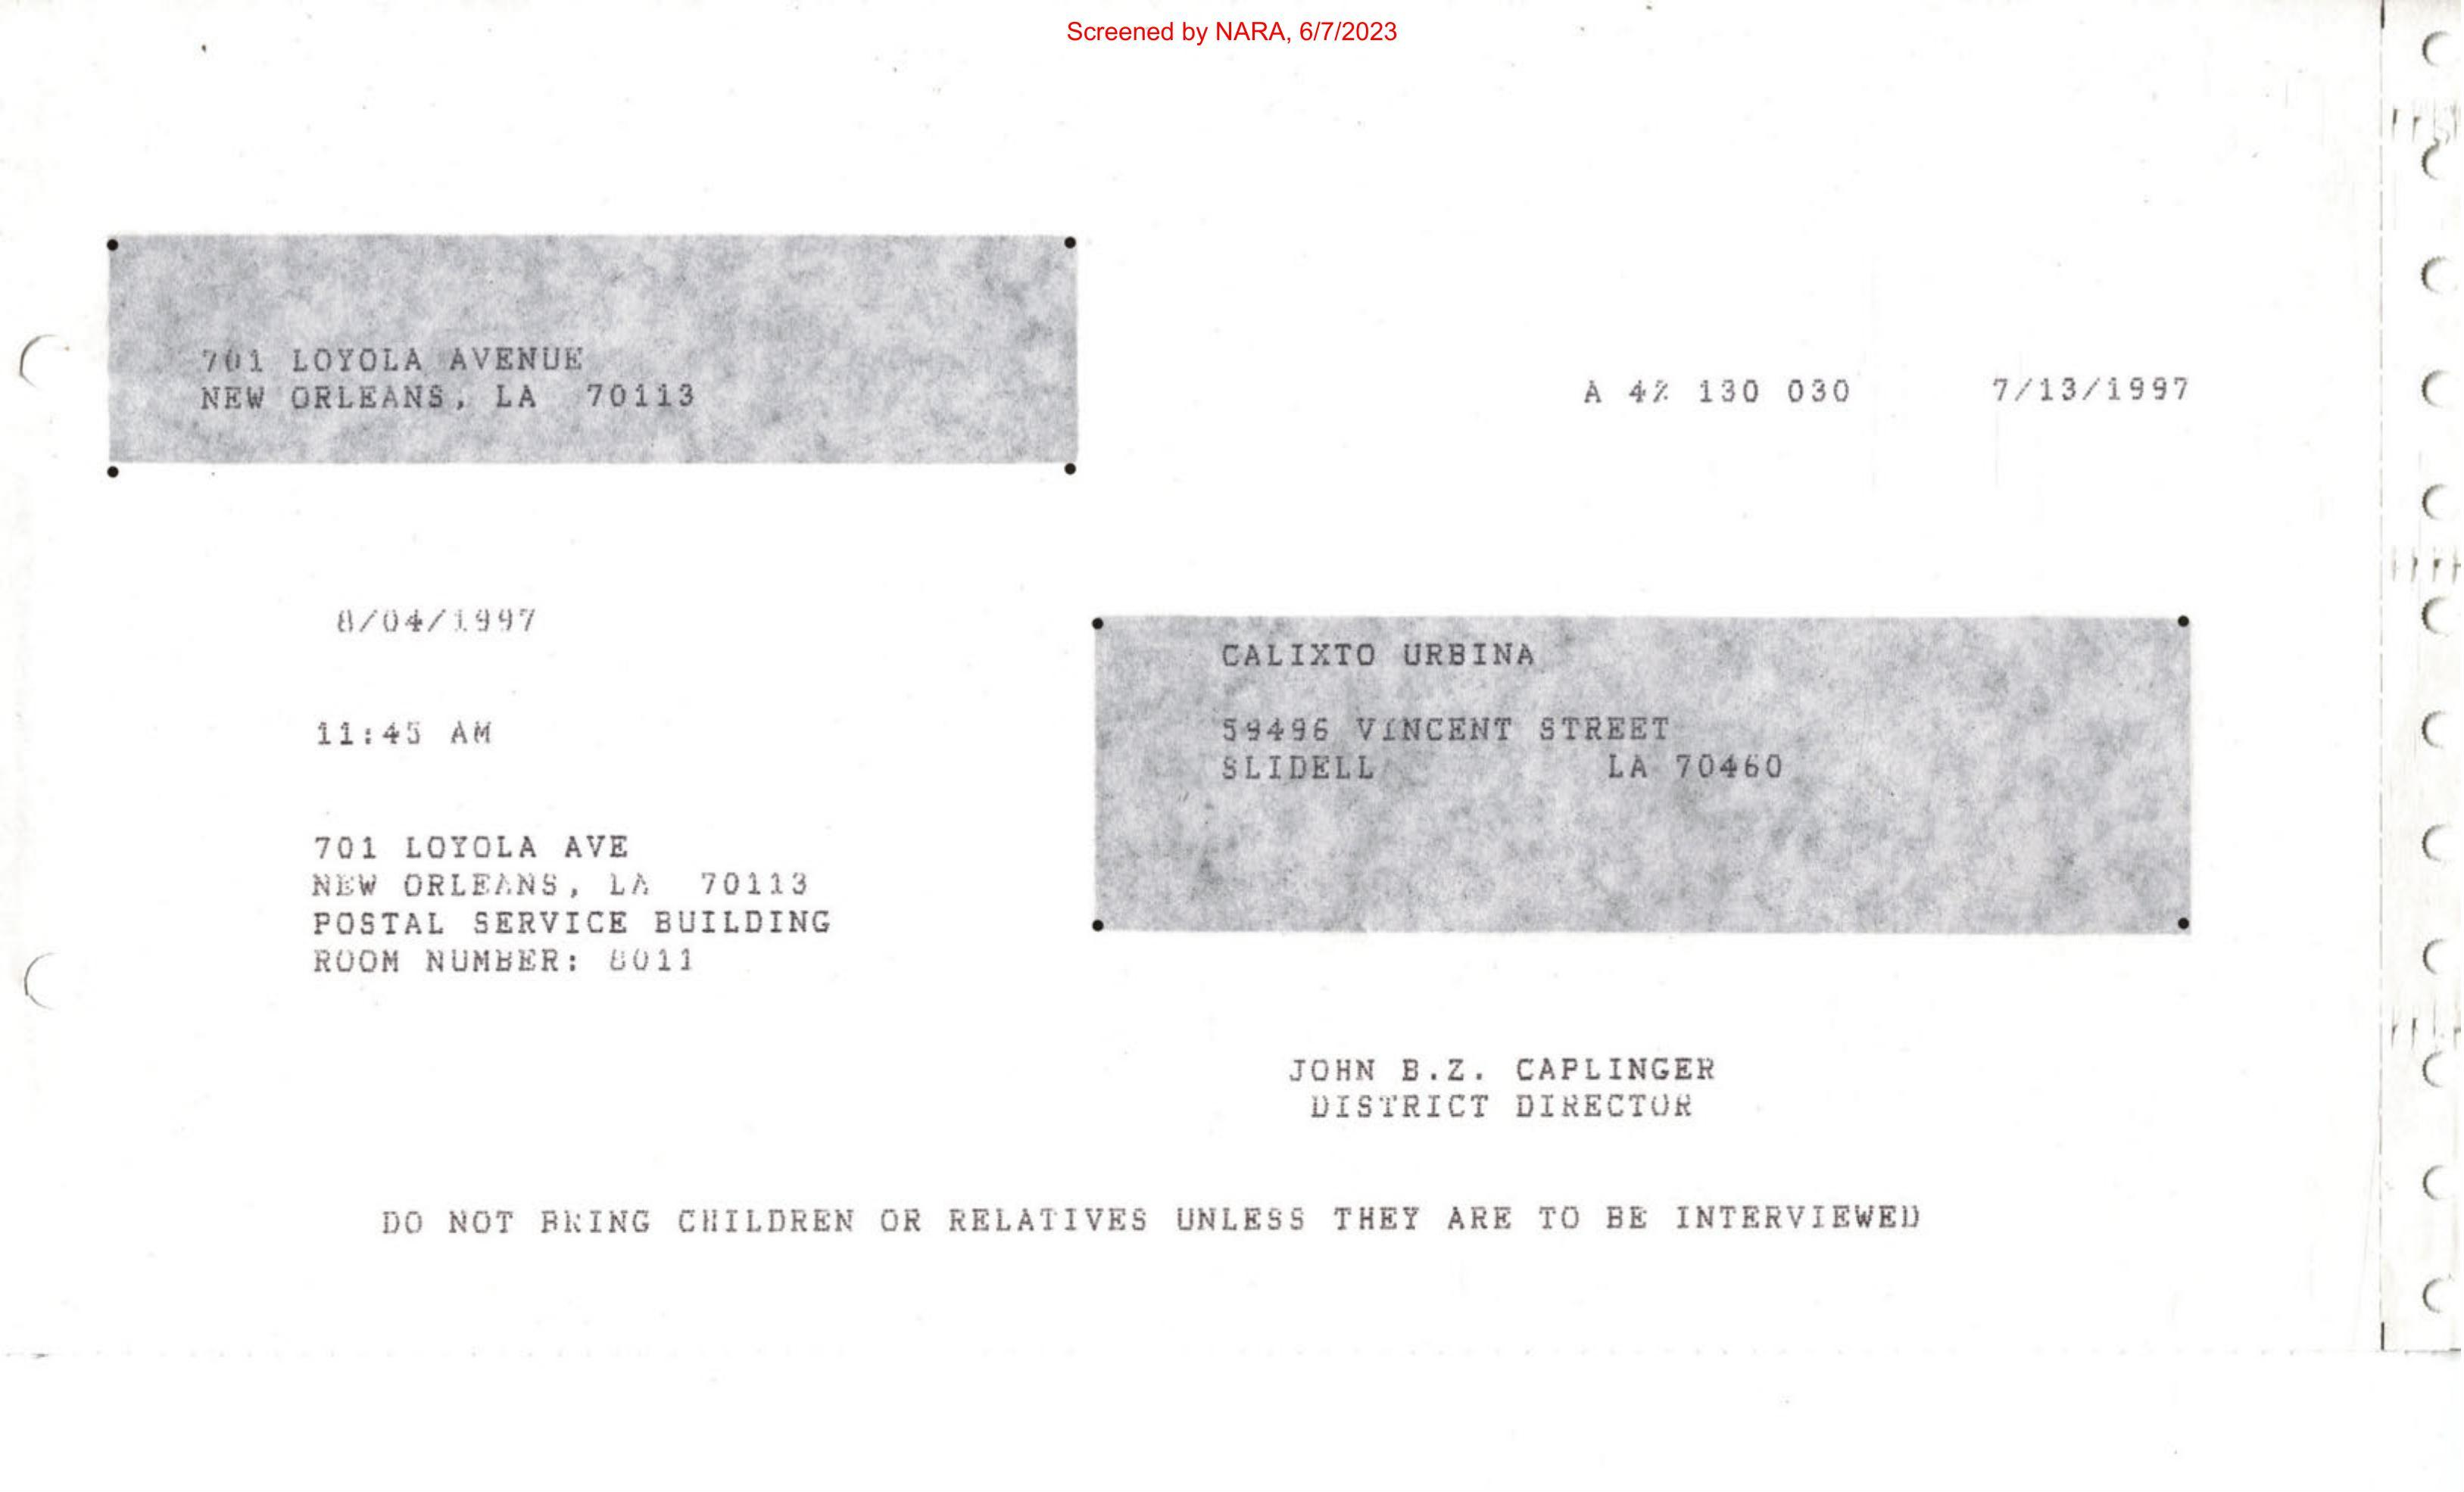 Screened by NARA, 6/7/2023
701 LOYOLA AVENUE
NEW ORLEANS, LA 70113
A 42 130 030 7/13/1997
8/04/1997
CALIXTO URBINA
11:45 AM
59496 VINCENT STREET
SLIDELL LA 70460
701 LOYOLA AVE
NEW ORLEANS, LA 70113
POSTAL SERVICE BUILDING
ROOM NUMBER: 8011
JOHN B.Z. CAPLINGER
DISTRICT DIRECTOR
DO NOT BRING CHILDREN OR RELATIVES UNLESS THEY ARE TO BE INTERVIEWED